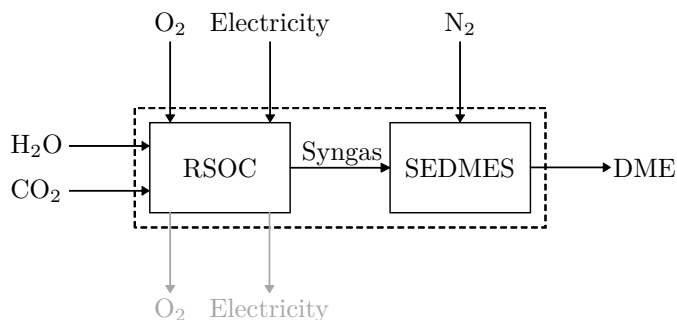 O₂ Electricity N₂
H₂O
CO₂
RSOC
Syngas
SEDMES
DME
O₂ Electricity